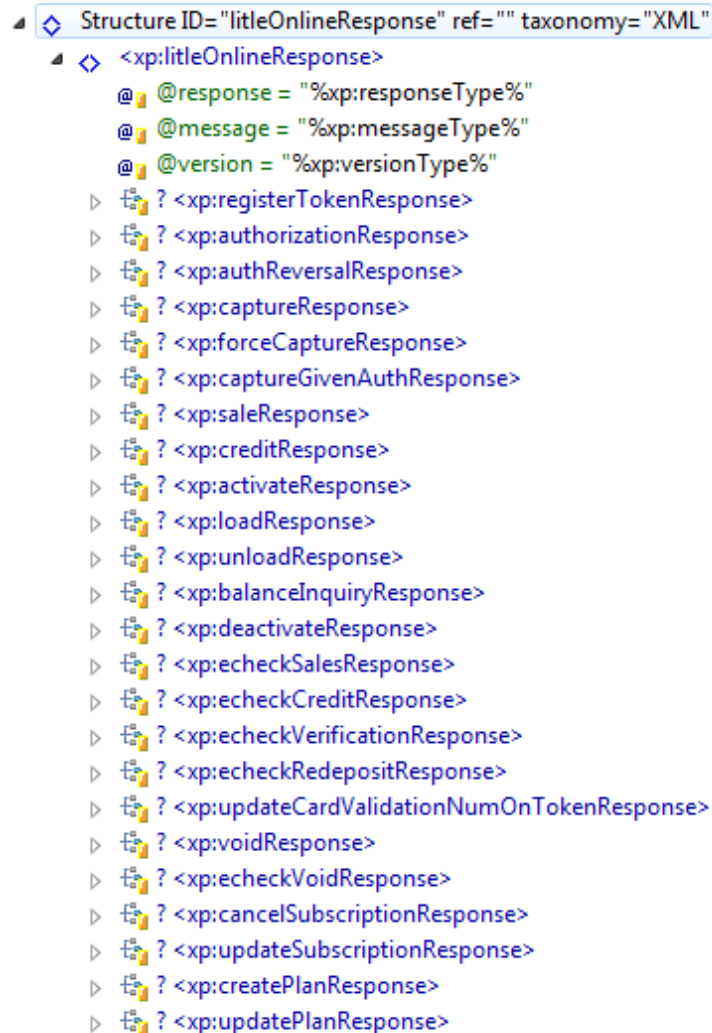 Structure ID="litleOnlineResponse" ref="" taxonomy="XML"
<xp:litleOnlineResponse>
@response = "%xp:responseType%"
@message = "%xp:messageType%"
@version = "%xp:versionType%"
? <xp:registerTokenResponse>
? <xp:authorizationResponse>
? <xp:authReversalResponse>
? <xp:captureResponse>
? <xp:forceCaptureResponse>
? <xp:captureGivenAuthResponse>
? <xp:saleResponse>
? <xp:creditResponse>
? <xp:activateResponse>
? <xp:loadResponse>
? <xp:unloadResponse>
? <xp:balanceInquiryResponse>
? <xp:deactivateResponse>
? <xp:echeckSalesResponse>
? <xp:echeckCreditResponse>
? <xp:echeckVerificationResponse>
? <xp:echeckRedepositResponse>
? <xp:updateCardValidationNumOnTokenResponse>
? <xp:voidResponse>
? <xp:echeckVoidResponse>
? <xp:cancelSubscriptionResponse>
? <xp:updateSubscriptionResponse>
? <xp:createPlanResponse>
? <xp:updatePlanResponse>